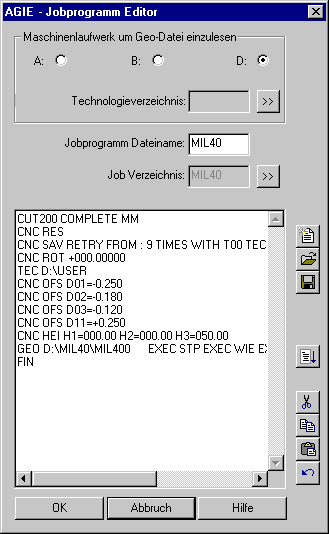 AGIE - Jobprogramm Editor
Maschinenlaufwerk um Geo-Datei einzulesen
A: B: D:
Technologieverzeichnis: >>
Jobprogramm Dateiname: MIL40
Job Verzeichnis: MIL40 >>
CUT200 COMPLETE MM
CNC RES
CNC SAV RETRY FROM : 9 TIMES WITH T00 TEC
CNC ROT +000.00000
TEC D:\USER
CNC OFS D01=-0.250
CNC OFS D02=-0.180
CNC OFS D03=-0.120
CNC OFS D11=+0.250
CNC HEI H1=000.00 H2=000.00 H3=050.00
GEO D:\MIL40\MIL400 EXEC STP EXEC WIE EX
FIN
OK Abbruch Hilfe